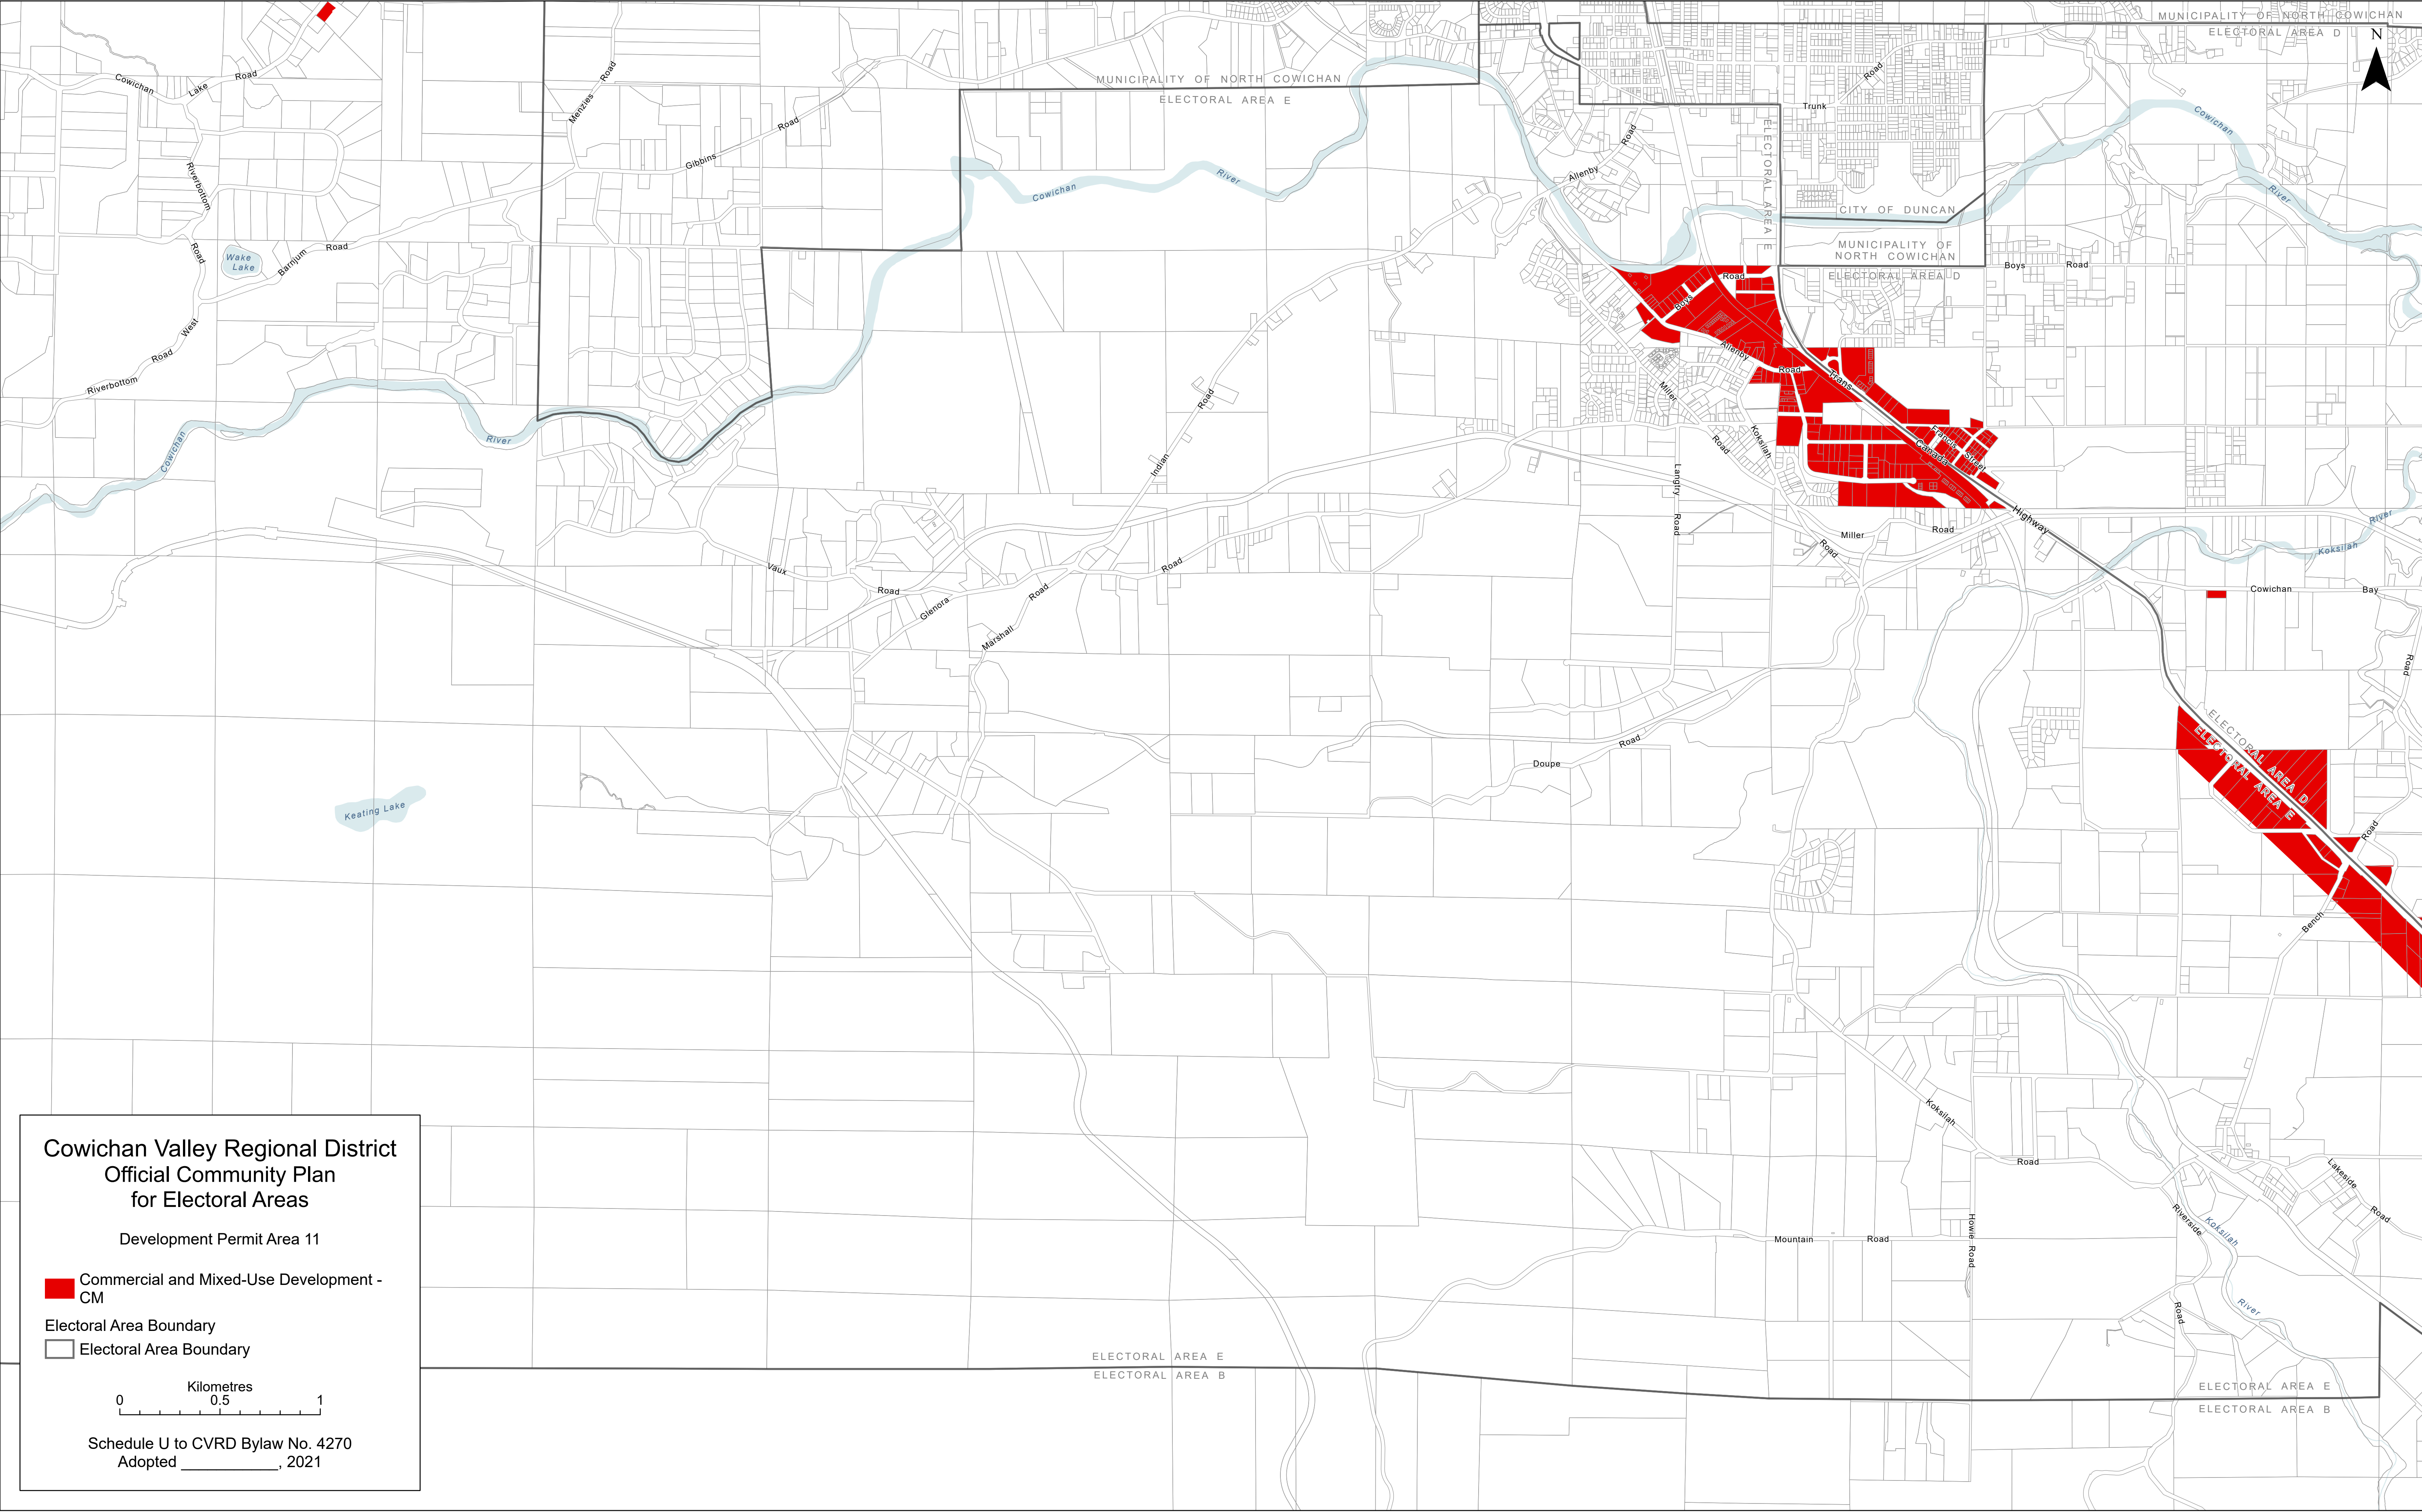 MUNICIPALITY OF NORTH COWICHAN
ELECTORAL AREA D
N
MUNICIPALITY OF NORTH COWICHAN
ELECTORAL AREA E
Cowichan Lake Road
Menzies Road
Gibbins Road
Trunk Road
Allenby Road
ELECTORAL AREA E
Cowichan River
Cowichan River
Riverbottom Road
CITY OF DUNCAN
MUNICIPALITY OF
NORTH COWICHAN
ELECTORAL AREA D
Boys Road
Boys Road
Wake
Lake
Barnjum Road
Riverbottom Road West
Allenby Road
Trans Canada Highway
Francis Street
Miller Road
Koksilah Road
Indian Road
Langtry Road
Cowichan River
Miller Road
Koksilah River
Cowichan Bay Road
Vaux Road
Glenora Road
Marshall Road
Doupe Road
ELECTORAL AREA D
ELECTORAL AREA E
Keating Lake
Bench Road
Koksilah Road
Lakeside Road
Riverside Road
Koksilah River
Mountain Road
Howie Road
ELECTORAL AREA E
ELECTORAL AREA B
ELECTORAL AREA E
ELECTORAL AREA B
Cowichan Valley Regional District
Official Community Plan
for Electoral Areas
Development Permit Area 11
Commercial and Mixed-Use Development -
CM
Electoral Area Boundary
Electoral Area Boundary
Kilometres
0 0.5 1
Schedule U to CVRD Bylaw No. 4270
Adopted ____________, 2021